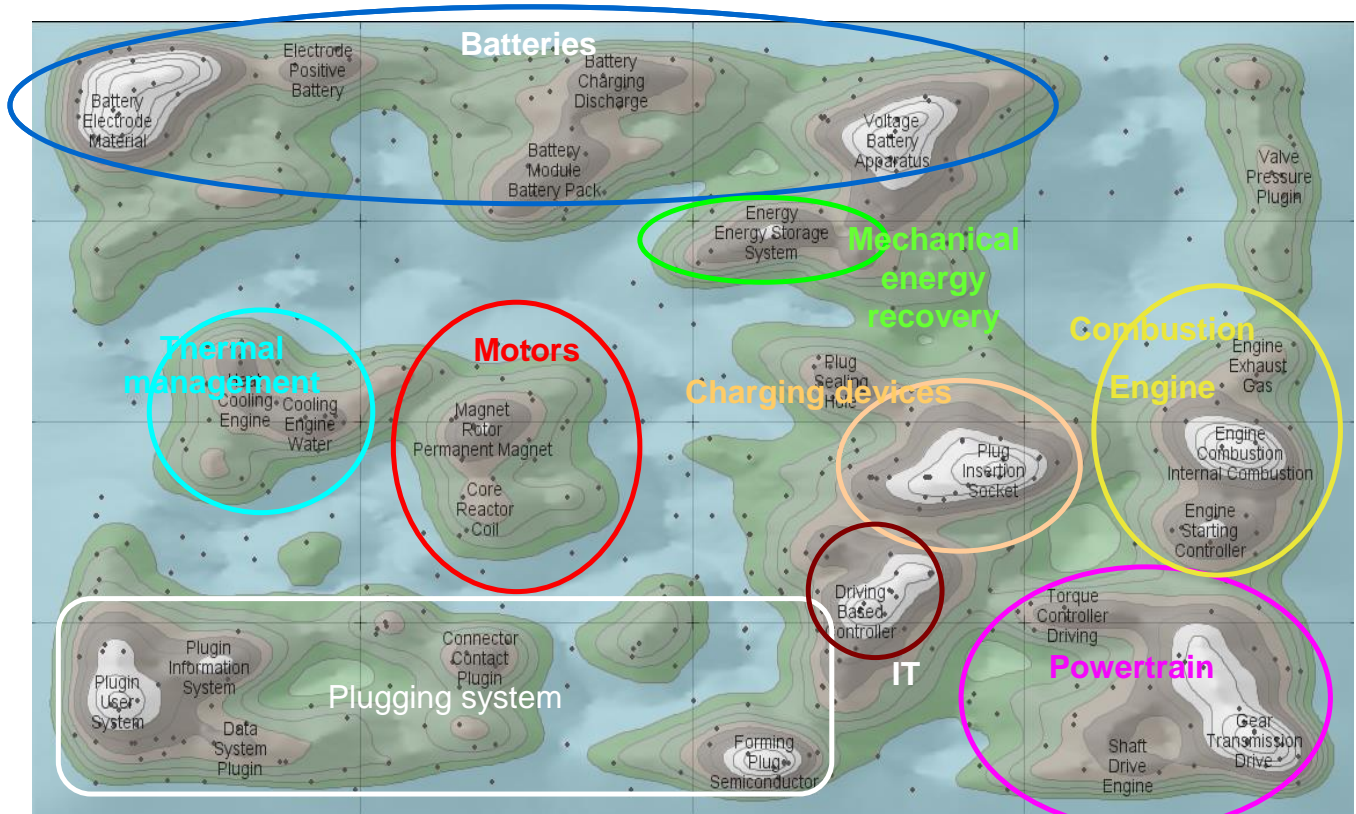 Batteries
Electrode
Positive
Battery
Battery
Charging
Discharge
Battery
Electrode
Material
Voltage
Battery
Apparatus
Battery
Module
Battery Pack
Valve
Pressure
Plugin
Energy
Energy Storage
System
Mechanical
energy
recovery
Thermal
management
Cooling
Engine
Cooling
Engine
Water
Motors
Magnet
Rotor
Permanent Magnet
Core
Reactor
Coil
Plug
Sealing
Hole
Charging devices
Plug
Insertion
Socket
Combustion
Engine
Engine
Exhaust
Gas
Engine
Combustion
Internal Combustion
Engine
Starting
Controller
Driving
Based
Controller
IT
Torque
Controller
Driving
Powertrain
Gear
Transmission
Drive
Shaft
Drive
Engine
Plugin
Information
System
Plugin
User
System
Data
System
Plugin
Connector
Contact
Plugin
Plugging system
Forming
Plug
Semiconductor